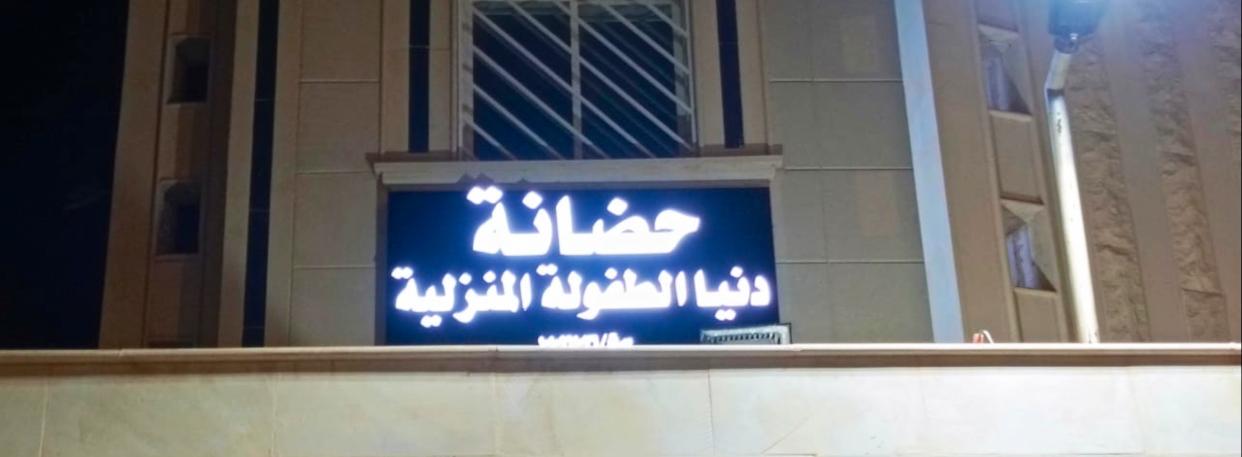 حضانة
دنيا الطفولة المنزلية